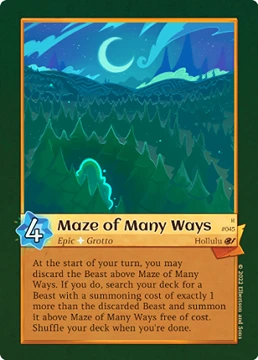 H
#045
4
Maze of Many Ways
Epic Grotto
Hollulu
At the start of your turn, you may
discard the Beast above Maze of Many
Ways. If you do, search your deck for a
Beast with a summoning cost of exactly 1
more than the discarded Beast and summon
it above Maze of Many Ways free of cost.
Shuffle your deck when you're done.
© 2022 Elbertson and Sons